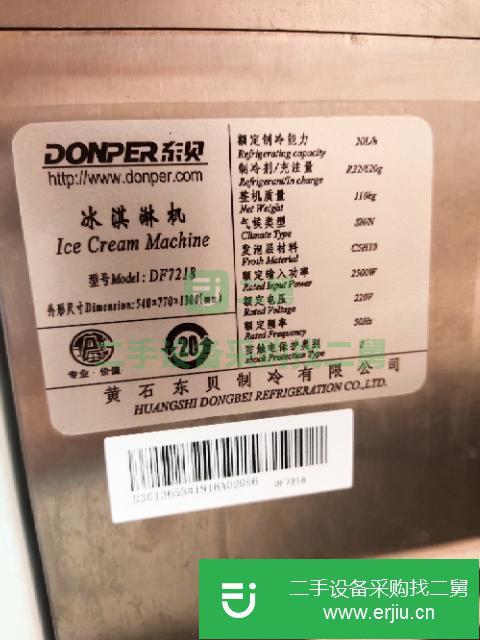 DONPER东贝
http://www.donper.com
冰淇淋机
Ice Cream Machine
型号Model: DF7218
外形尺寸Dimension: 540×770×1300(mm)
专业·价值
20
额定制冷能力 20L/h
Refrigerating capacity
制冷剂/充注量 R22/620g
Refrigerant/in charge
整机质量 118kg
Net Weight
气候类型 SN/N
Climate Type
发泡层材料 C5H10
Froth Material
额定输入功率 2500W
Rated Input Power
额定电压 220V
Rated Voltage
额定频率 50Hz
Rated Frequency
防触电保护类别 I
shock Protection Type
黄石东贝制冷有限公司
HUANGSHI DONGBEI REFRIGERATION CO.,LTD.
二手设备采购找二舅
DF7218
二手设备采购找二舅
www.erjiu.cn